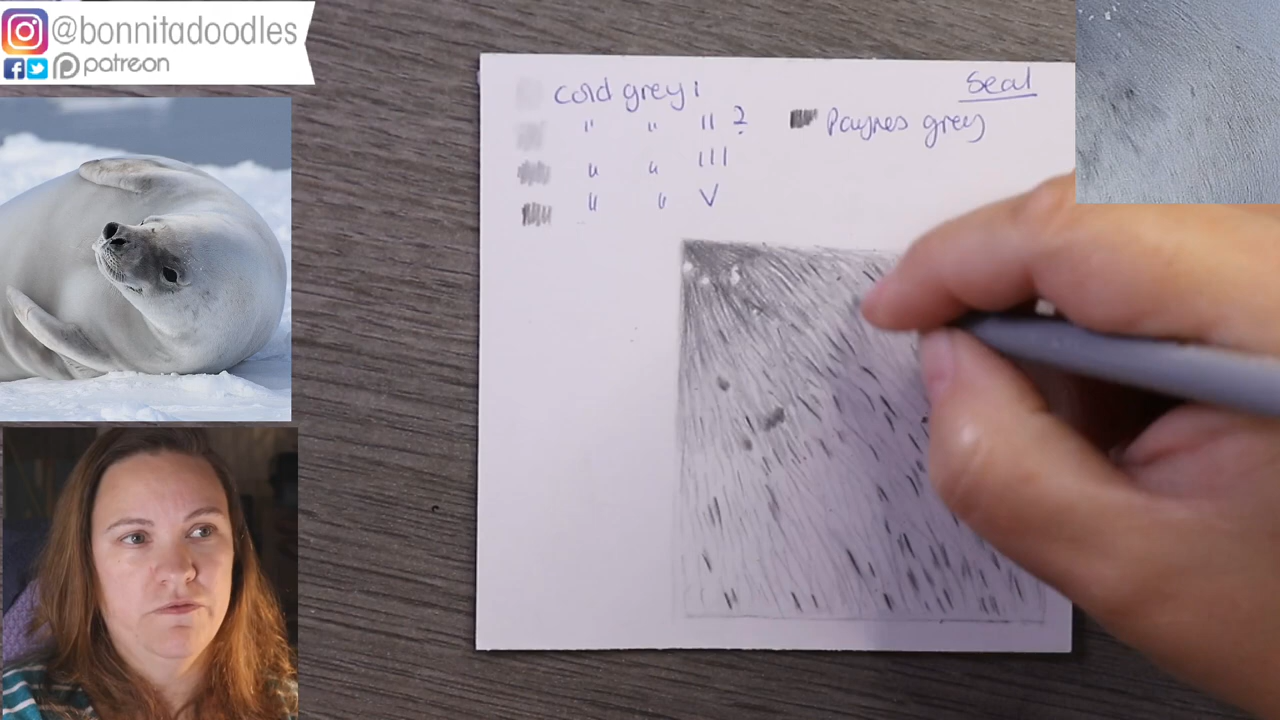 @bonnitadoodles
patreon
Seal
cold grey I
" " II ? Paynes grey
" " III
" " V